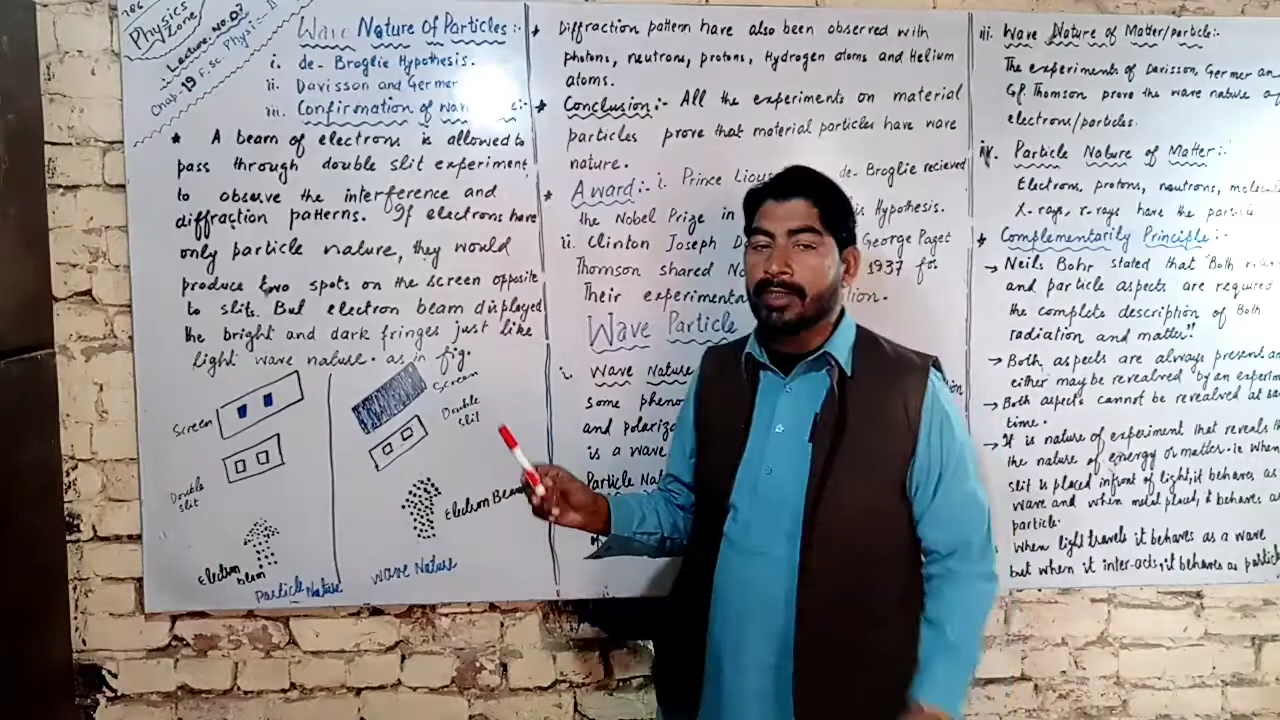 786
Physics
Zone
Lecture No.07
Physics-II
Chap.19 F.sc.
Wave Nature Of Particles:-
i. de-Broglie Hypothesis.
ii. Davisson and Germer
iii. Confirmation of wave
* A beam of electrons is allowed to
pass through double slit experiment
to observe the interference and
diffraction patterns. If electrons have
only particle nature, they would
produce two spots on the screen opposite
to slits. But electron beam displayed
the bright and dark fringes just like
light wave nature. as in fig.
Screen
Double
slit
Electron
beam
Particle Nature
Screen
Double
slit
Electron Beam
Wave Nature
* Diffraction pattern have also been observed with
photons, neutrons, protons, Hydrogen atoms and Helium
atoms.
* Conclusion:- All the experiments on material
particles prove that material particles have wave
nature.
* Award:- i. Prince de-Broglie recieved
the Nobel Prize in Hypothesis.
ii. Clinton Joseph George Paget
Thomson shared 1937 for
Their experimental
Wave Particle
i. Wave Nature
some
and
is a wave
Particle
iii. Wave Nature of Matter/particle:-
The experiments of Davisson, Germer
G.P. Thomson prove the wave nature
electrons/particles.
iv. Particle Nature of Matter:-
Electrons, protons, neutrons,
X-rays, r-rays have the particle
* Complementarily Principle:-
→ Neils Bohr stated that "Both
and particle aspects are required
the complete description of Both
radiation and matter"
→ Both aspects are always present
either may be revealved by an
→ Both aspects cannot be revealved at
time.
→ It is nature of experiment that reveals
the nature of energy or matter. ie When
slit is placed infront of light, it behaves as
wave and when metal placed, it behaves
particle.
When light travels it behaves as a wave
but when it inter-acts, it behaves as